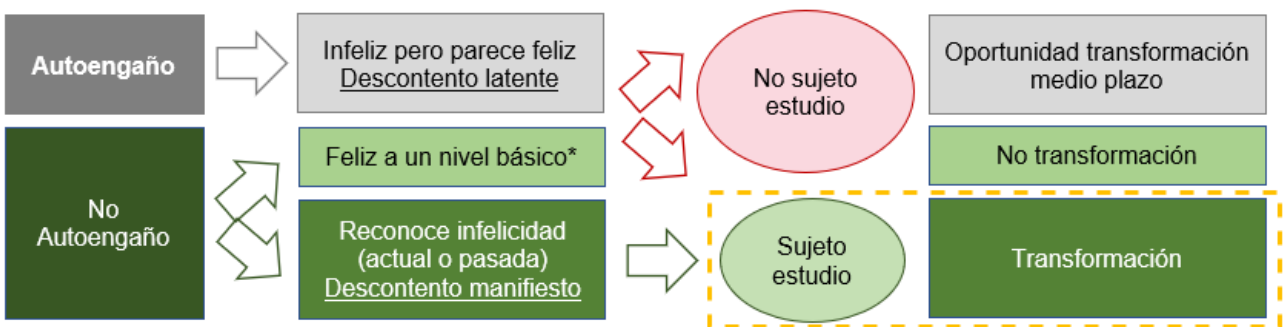 Autoengaño
Infeliz pero parece feliz
Descontento latente
No sujeto
estudio
Oportunidad transformación
medio plazo
No
Autoengaño
Feliz a un nivel básico*
No transformación
Reconoce infelicidad
(actual o pasada)
Descontento manifiesto
Sujeto
estudio
Transformación